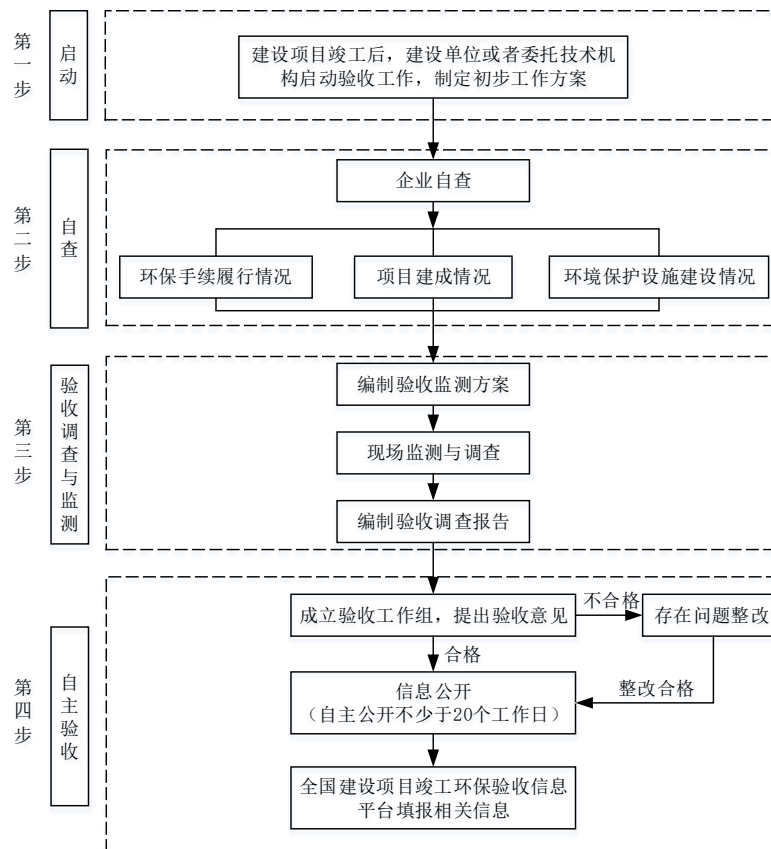 第一步
启动
建设项目竣工后，建设单位或者委托技术机
构启动验收工作，制定初步工作方案
第二步
自查
企业自查
环保手续履行情况
项目建成情况
环境保护设施建设情况
第三步
验收调查与监测
编制验收监测方案
现场监测与调查
编制验收调查报告
第四步
自主验收
成立验收工作组，提出验收意见
不合格
存在问题整改
合格
整改合格
信息公开
（自主公开不少于20个工作日）
全国建设项目竣工环保验收信息
平台填报相关信息